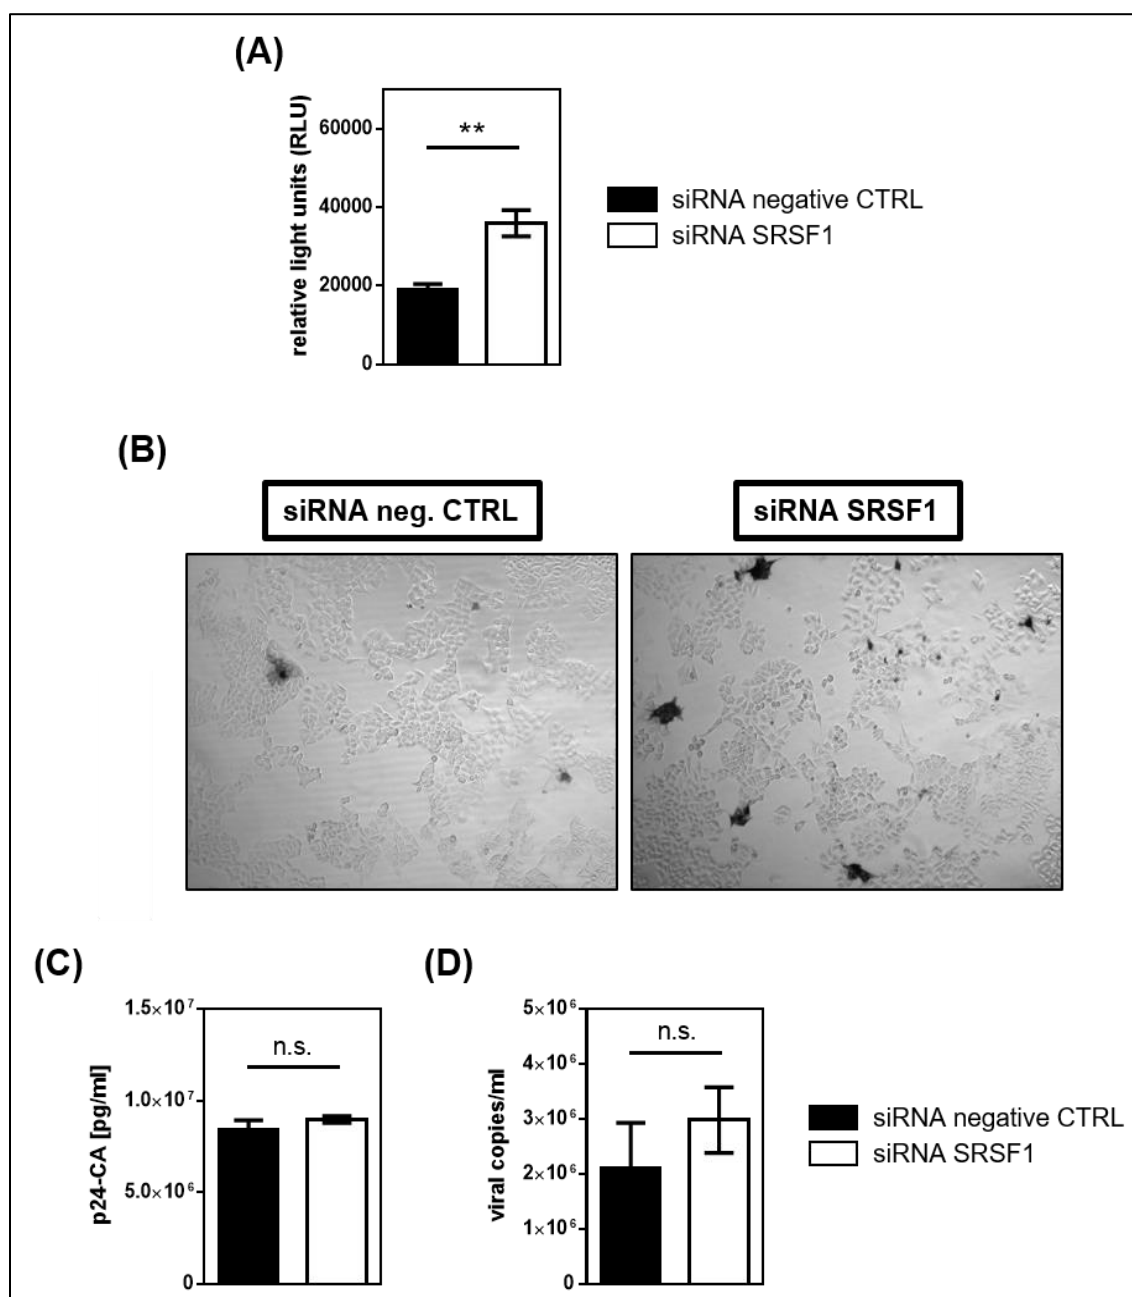 (A)
relative light units (RLU)
60000
40000
20000
0
**
siRNA negative CTRL
siRNA SRSF1
(B)
siRNA neg. CTRL
siRNA SRSF1
(C)
p24-CA [pg/ml]
1.5×10⁷
1.0×10⁷
5.0×10⁶
0
n.s.
(D)
viral copies/ml
5×10⁶
4×10⁶
3×10⁶
2×10⁶
1×10⁶
0
n.s.
siRNA negative CTRL
siRNA SRSF1